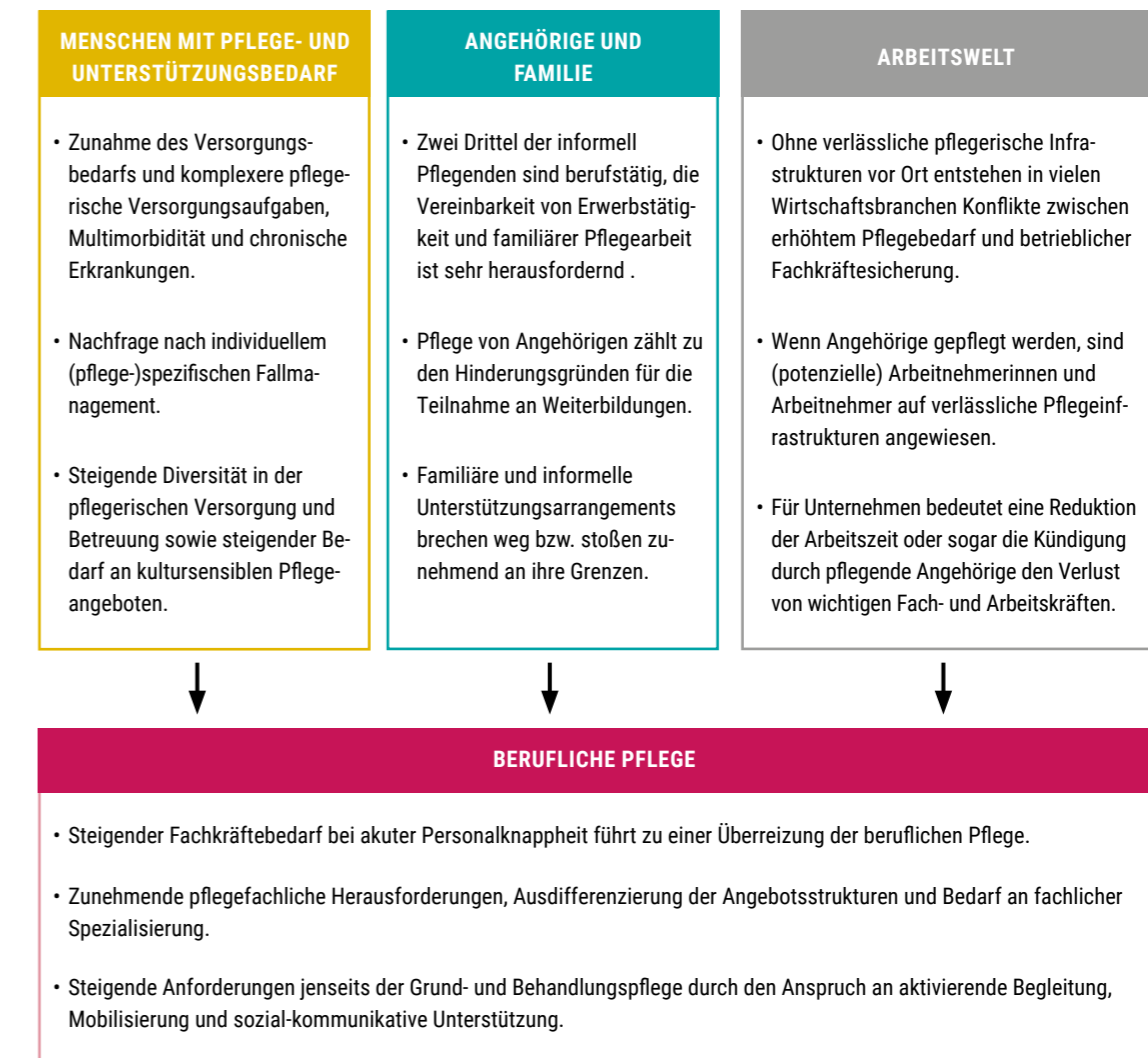 MENSCHEN MIT PFLEGE- UND
UNTERSTÜTZUNGSBEDARF
• Zunahme des Versorgungs-
bedarfs und komplexere pflege-
rische Versorgungsaufgaben,
Multimorbidität und chronische
Erkrankungen.
• Nachfrage nach individuellem
(pflege-)spezifischen Fallma-
nagement.
• Steigende Diversität in der
pflegerischen Versorgung und
Betreuung sowie steigender Be-
darf an kultursensiblen Pflege-
angeboten.
ANGEHÖRIGE UND
FAMILIE
• Zwei Drittel der informell
Pflegenden sind berufstätig, die
Vereinbarkeit von Erwerbstätig-
keit und familiärer Pflegearbeit
ist sehr herausfordernd .
• Pflege von Angehörigen zählt zu
den Hinderungsgründen für die
Teilnahme an Weiterbildungen.
• Familiäre und informelle
Unterstützungsarrangements
brechen weg bzw. stoßen zu-
nehmend an ihre Grenzen.
ARBEITSWELT
• Ohne verlässliche pflegerische Infra-
strukturen vor Ort entstehen in vielen
Wirtschaftsbranchen Konflikte zwischen
erhöhtem Pflegebedarf und betrieblicher
Fachkräftesicherung.
• Wenn Angehörige gepflegt werden, sind
(potenzielle) Arbeitnehmerinnen und
Arbeitnehmer auf verlässliche Pflegeinf-
rastrukturen angewiesen.
• Für Unternehmen bedeutet eine Reduktion
der Arbeitszeit oder sogar die Kündigung
durch pflegende Angehörige den Verlust
von wichtigen Fach- und Arbeitskräften.
BERUFLICHE PFLEGE
• Steigender Fachkräftebedarf bei akuter Personalknappheit führt zu einer Überreizung der beruflichen Pflege.
• Zunehmende pflegefachliche Herausforderungen, Ausdifferenzierung der Angebotsstrukturen und Bedarf an fachlicher
Spezialisierung.
• Steigende Anforderungen jenseits der Grund- und Behandlungspflege durch den Anspruch an aktivierende Begleitung,
Mobilisierung und sozial-kommunikative Unterstützung.